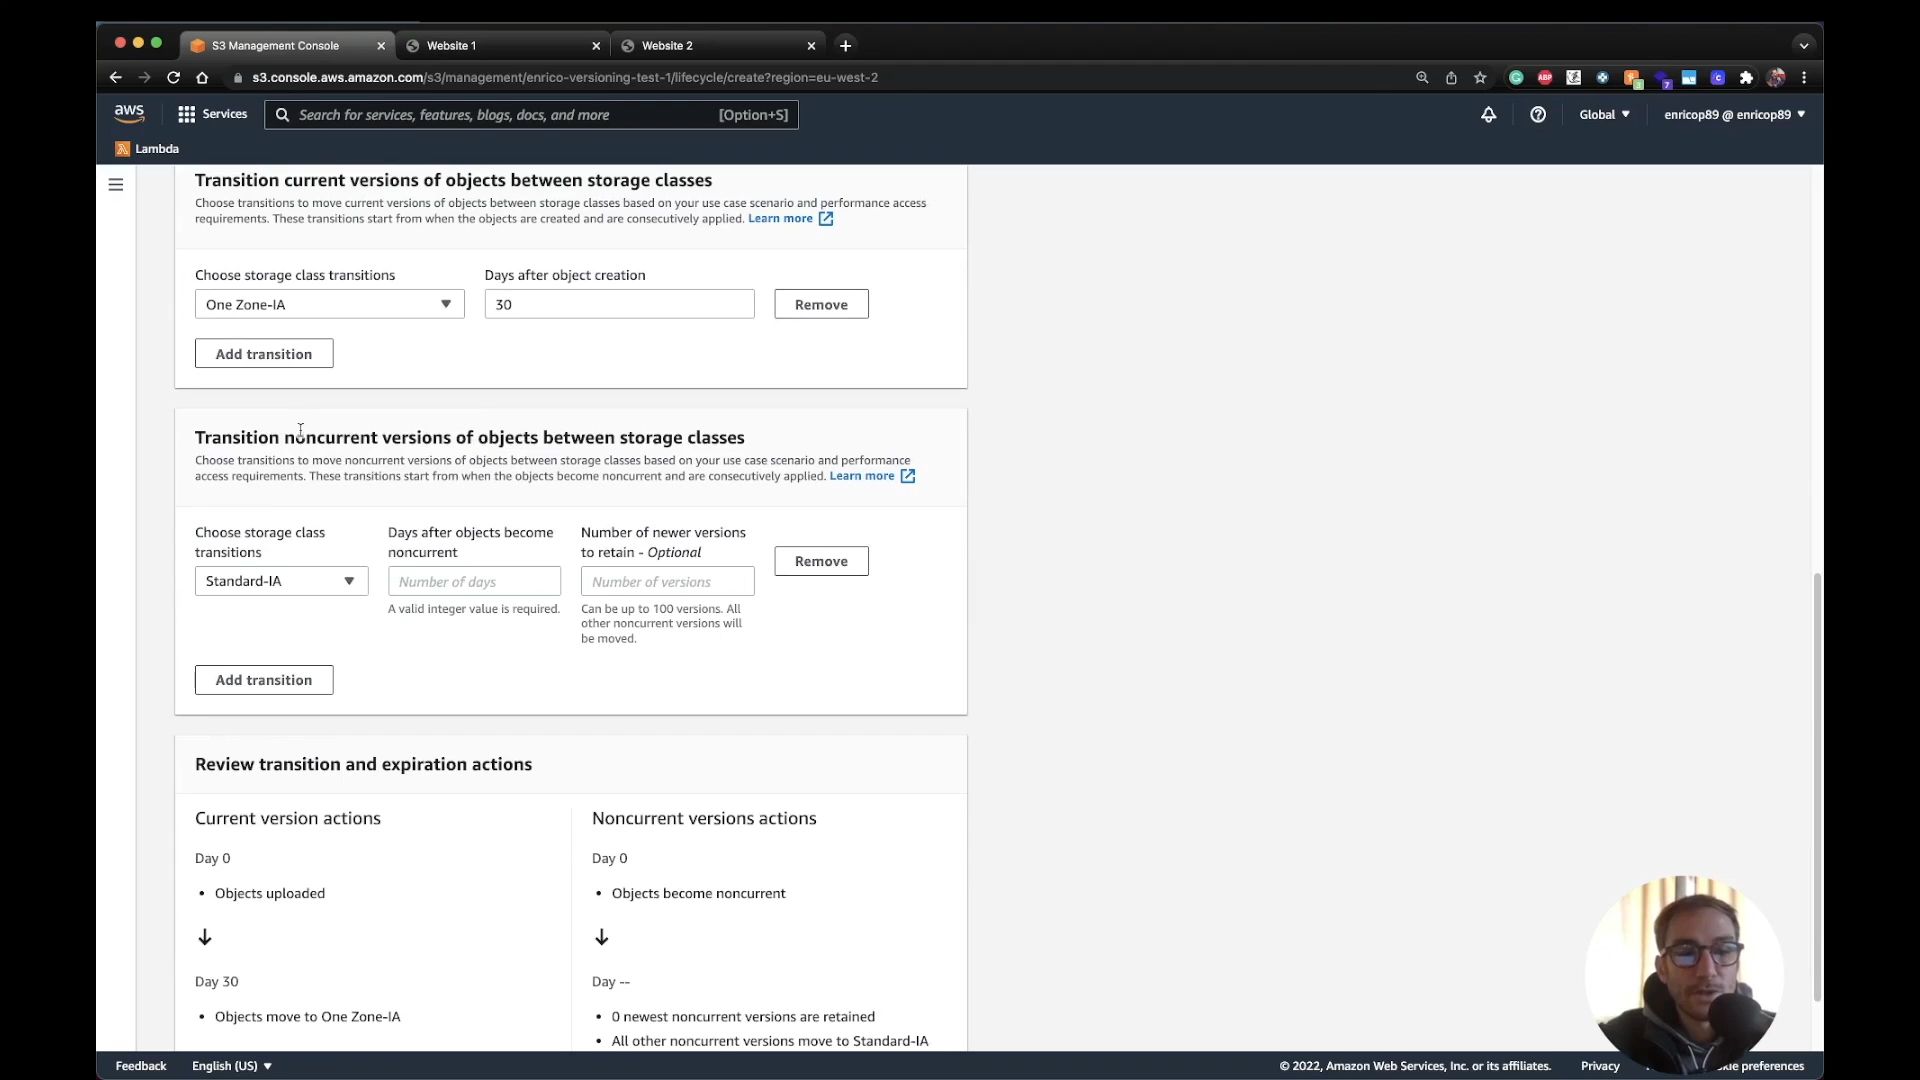 S3 Management Console
Website 1
Website 2
s3.console.aws.amazon.com/s3/management/enrico-versioning-test-1/lifecycle/create?region=eu-west-2
aws
Services
Search for services, features, blogs, docs, and more
[Option+S]
Global
enricop89 @ enricop89
Lambda
Transition current versions of objects between storage classes
Choose transitions to move current versions of objects between storage classes based on your use case scenario and performance access
requirements. These transitions start from when the objects are created and are consecutively applied. Learn more
Choose storage class transitions
Days after object creation
One Zone-IA
30
Remove
Add transition
Transition noncurrent versions of objects between storage classes
Choose transitions to move noncurrent versions of objects between storage classes based on your use case scenario and performance
access requirements. These transitions start from when the objects become noncurrent and are consecutively applied. Learn more
Choose storage class
transitions
Days after objects become
noncurrent
Number of newer versions
to retain - Optional
Remove
Standard-IA
Number of days
Number of versions
A valid integer value is required.
Can be up to 100 versions. All
other noncurrent versions will
be moved.
Add transition
Review transition and expiration actions
Current version actions
Day 0
• Objects uploaded
Day 30
• Objects move to One Zone-IA
Noncurrent versions actions
Day 0
• Objects become noncurrent
Day --
• 0 newest noncurrent versions are retained
• All other noncurrent versions move to Standard-IA
Feedback
English (US)
© 2022, Amazon Web Services, Inc. or its affiliates.
Privacy
preferences